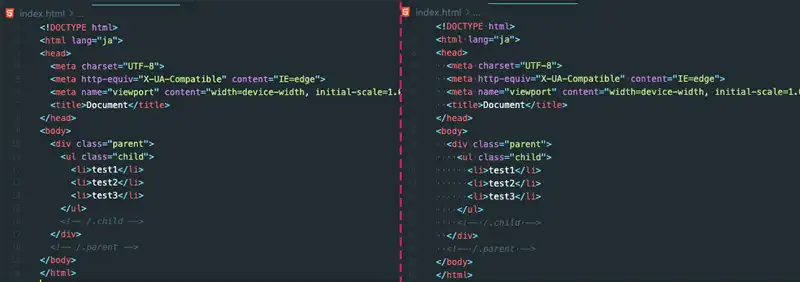 index.html › ...
<!DOCTYPE html>
<html lang="ja">
<head>
<meta charset="UTF-8">
<meta http-equiv="X-UA-Compatible" content="IE=edge">
<meta name="viewport" content="width=device-width, initial-scale=1.0
<title>Document</title>
</head>
<body>
<div class="parent">
<ul class="child">
<li>test1</li>
<li>test2</li>
<li>test3</li>
</ul>
<!-- /.child -->
</div>
<!-- /.parent -->
</body>
</html>
index.html › ...
<!DOCTYPE html>
<html·lang="ja">
<head>
··<meta charset="UTF-8">
··<meta http-equiv="X-UA-Compatible" content="IE=edge">
··<meta name="viewport" content="width=device-width, initial-scale=1.
··<title>Document</title>
</head>
<body>
··<div class="parent">
····<ul class="child">
······<li>test1</li>
······<li>test2</li>
······<li>test3</li>
····</ul>
····<!--·/.child·-->
··</div>
··<!--·/.parent·-->
</body>
</html>